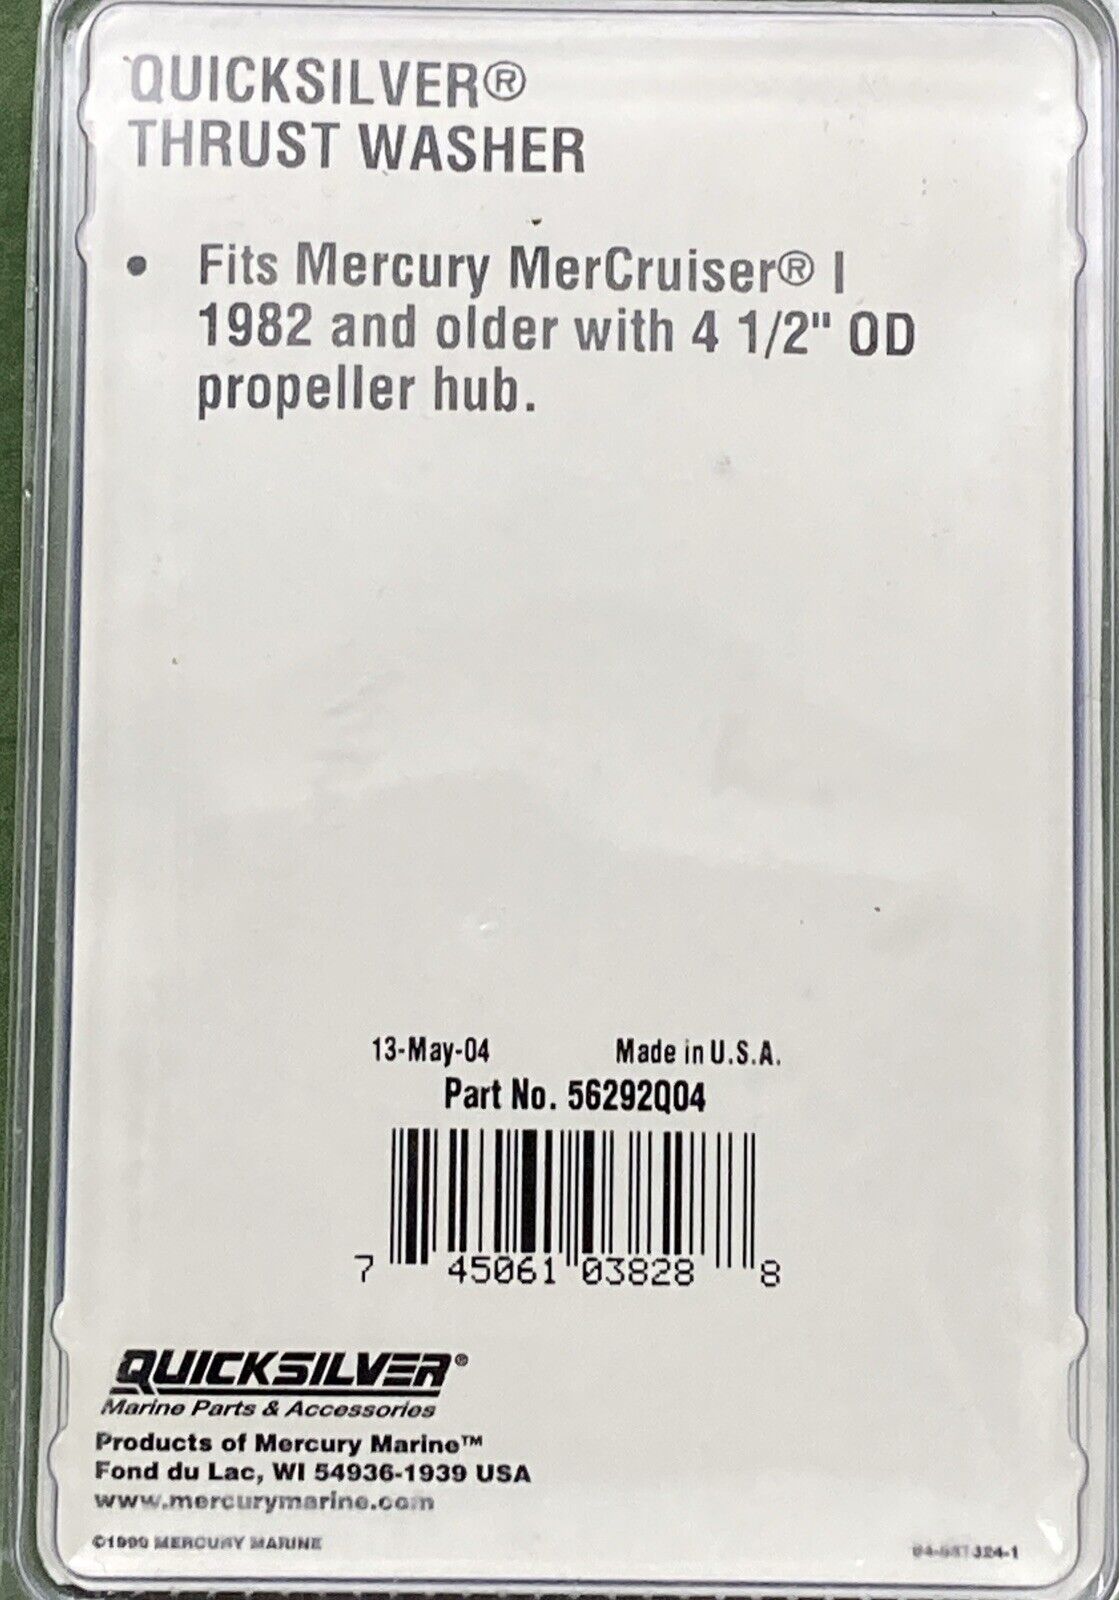 QUICKSILVER®
THRUST WASHER
• Fits Mercury MerCruiser® I
1982 and older with 4 1/2" OD
propeller hub.
13-May-04 Made in U.S.A.
Part No. 56292Q04
7 45061 03828 8
QUICKSILVER®
Marine Parts & Accessories
Products of Mercury Marine™
Fond du Lac, WI 54936-1939 USA
www.mercurymarine.com
©1999 MERCURY MARINE